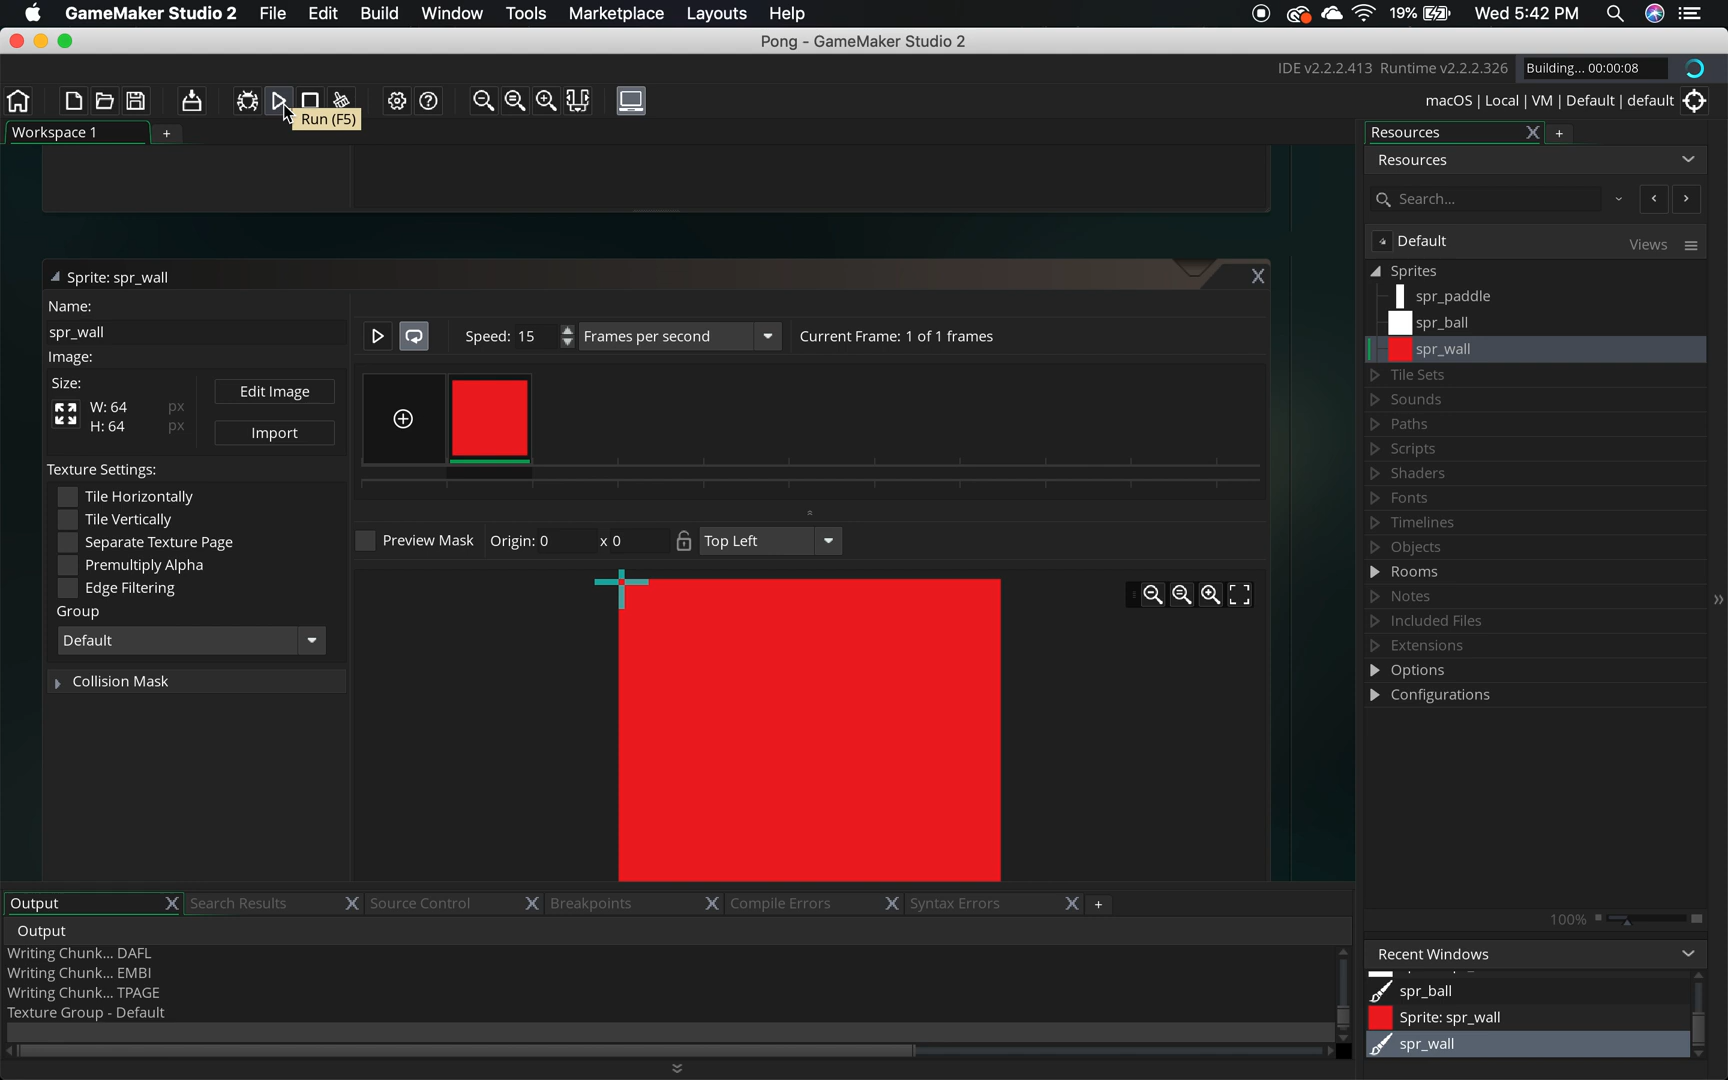 GameMaker Studio 2 File Edit Build Window Tools Marketplace Layouts Help 19% Wed 5:42 PM
Pong - GameMaker Studio 2
IDE v2.2.2.413 Runtime v2.2.2.326 Building... 00:00:08
macOS | Local | VM | Default | default
Run (F5)
Workspace 1 +
Resources X +
Resources
Search...
Default Views
Sprites
spr_paddle
spr_ball
spr_wall
Tile Sets
Sounds
Paths
Scripts
Shaders
Fonts
Timelines
Objects
Rooms
Notes
Included Files
Extensions
Options
Configurations
100%
Recent Windows
spr_ball
Sprite: spr_wall
spr_wall
Sprite: spr_wall X
Name:
spr_wall
Image:
Size:
W: 64 px
H: 64 px
Edit Image
Import
Texture Settings:
Tile Horizontally
Tile Vertically
Separate Texture Page
Premultiply Alpha
Edge Filtering
Group
Default
Collision Mask
Speed: 15 Frames per second Current Frame: 1 of 1 frames
Preview Mask Origin: 0 x 0 Top Left
Output X Search Results X Source Control X Breakpoints X Compile Errors X Syntax Errors X +
Output
Writing Chunk... DAFL
Writing Chunk... EMBI
Writing Chunk... TPAGE
Texture Group - Default